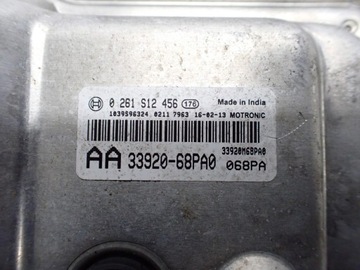 0 261 S12 456 176 Made in India
1039S96324 0211 7963 16-02-13 MOTRONIC
33920M68PA0
AA 33920-68PA0 068PA